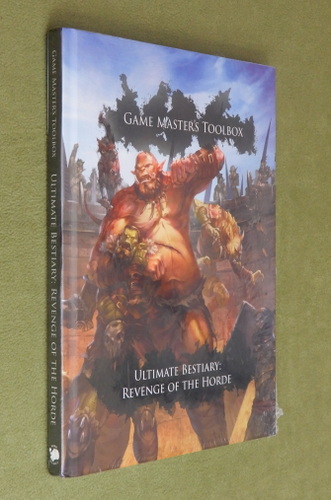 GAME MASTER'S TOOLBOX
ULTIMATE BESTIARY:
REVENGE OF THE HORDE
GAME MASTER'S TOOLBOX ULTIMATE BESTIARY: REVENGE OF THE HORDE